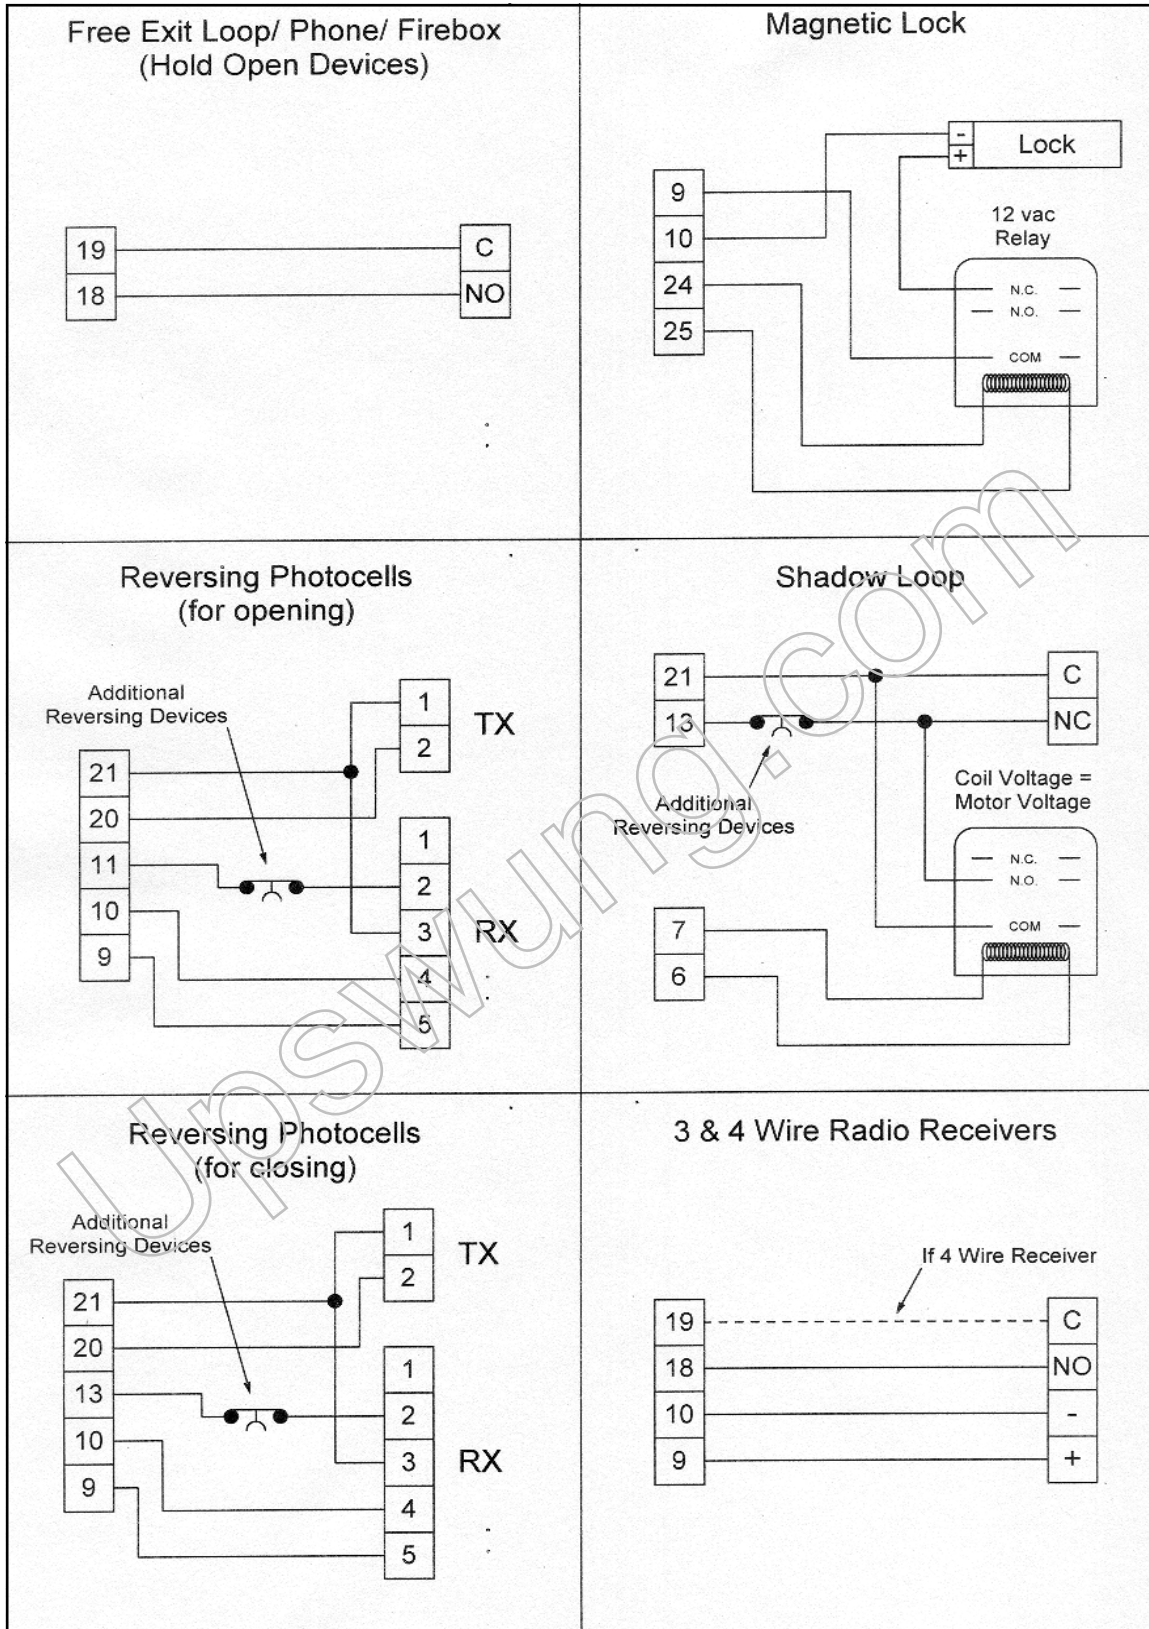 Free Exit Loop/ Phone/ Firebox
(Hold Open Devices)
19
18
C
NO
Magnetic Lock
-
+
Lock
9
10
24
25
12 vac
Relay
N.C.
N.O.
COM
Reversing Photocells
(for opening)
Additional
Reversing Devices
21
20
11
10
9
1
2
TX
1
2
3
4
5
RX
Shadow Loop
21
13
C
NC
Additional
Reversing Devices
Coil Voltage =
Motor Voltage
N.C.
N.O.
COM
7
6
Reversing Photocells
(for closing)
Additional
Reversing Devices
21
20
13
10
9
1
2
TX
1
2
3
4
5
RX
3 & 4 Wire Radio Receivers
If 4 Wire Receiver
19
18
10
9
C
NO
-
+
Upswung.com